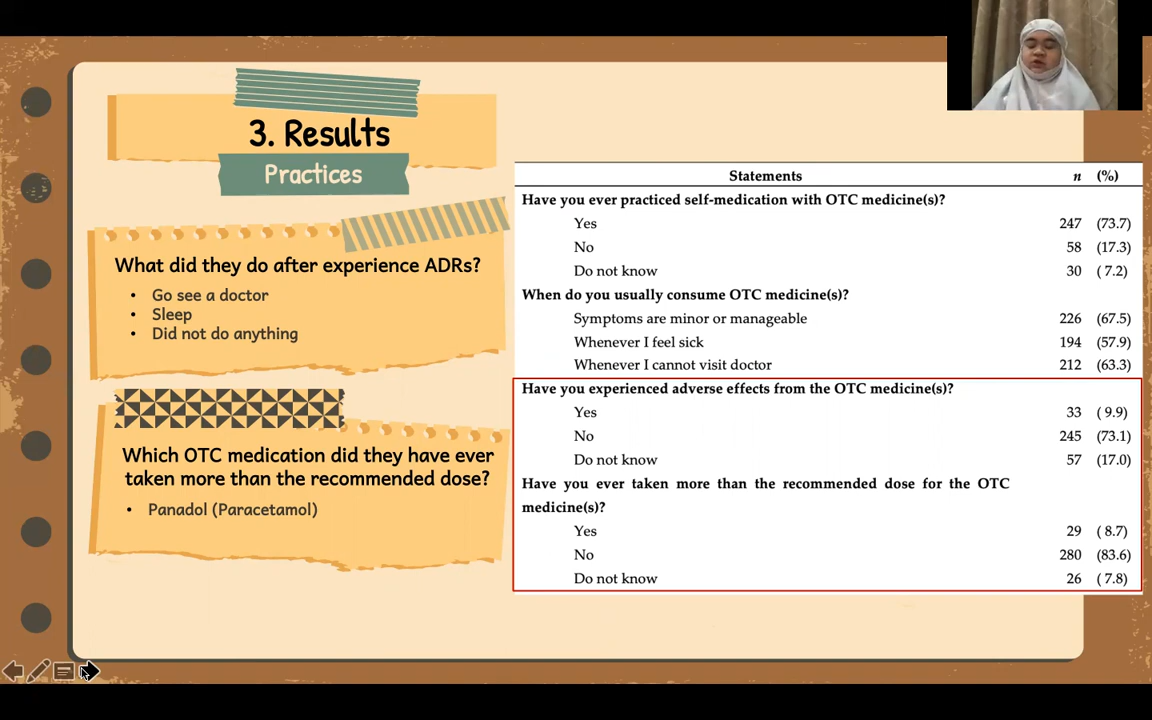 3. Results
Practices
What did they do after experience ADRs?
• Go see a doctor
• Sleep
• Did not do anything
Which OTC medication did they have ever
taken more than the recommended dose?
• Panadol (Paracetamol)
Statements n (%)
Have you ever practiced self-medication with OTC medicine(s)?
Yes 247 (73.7)
No 58 (17.3)
Do not know 30 ( 7.2)
When do you usually consume OTC medicine(s)?
Symptoms are minor or manageable 226 (67.5)
Whenever I feel sick 194 (57.9)
Whenever I cannot visit doctor 212 (63.3)
Have you experienced adverse effects from the OTC medicine(s)?
Yes 33 ( 9.9)
No 245 (73.1)
Do not know 57 (17.0)
Have you ever taken more than the recommended dose for the OTC
medicine(s)?
Yes 29 ( 8.7)
No 280 (83.6)
Do not know 26 ( 7.8)